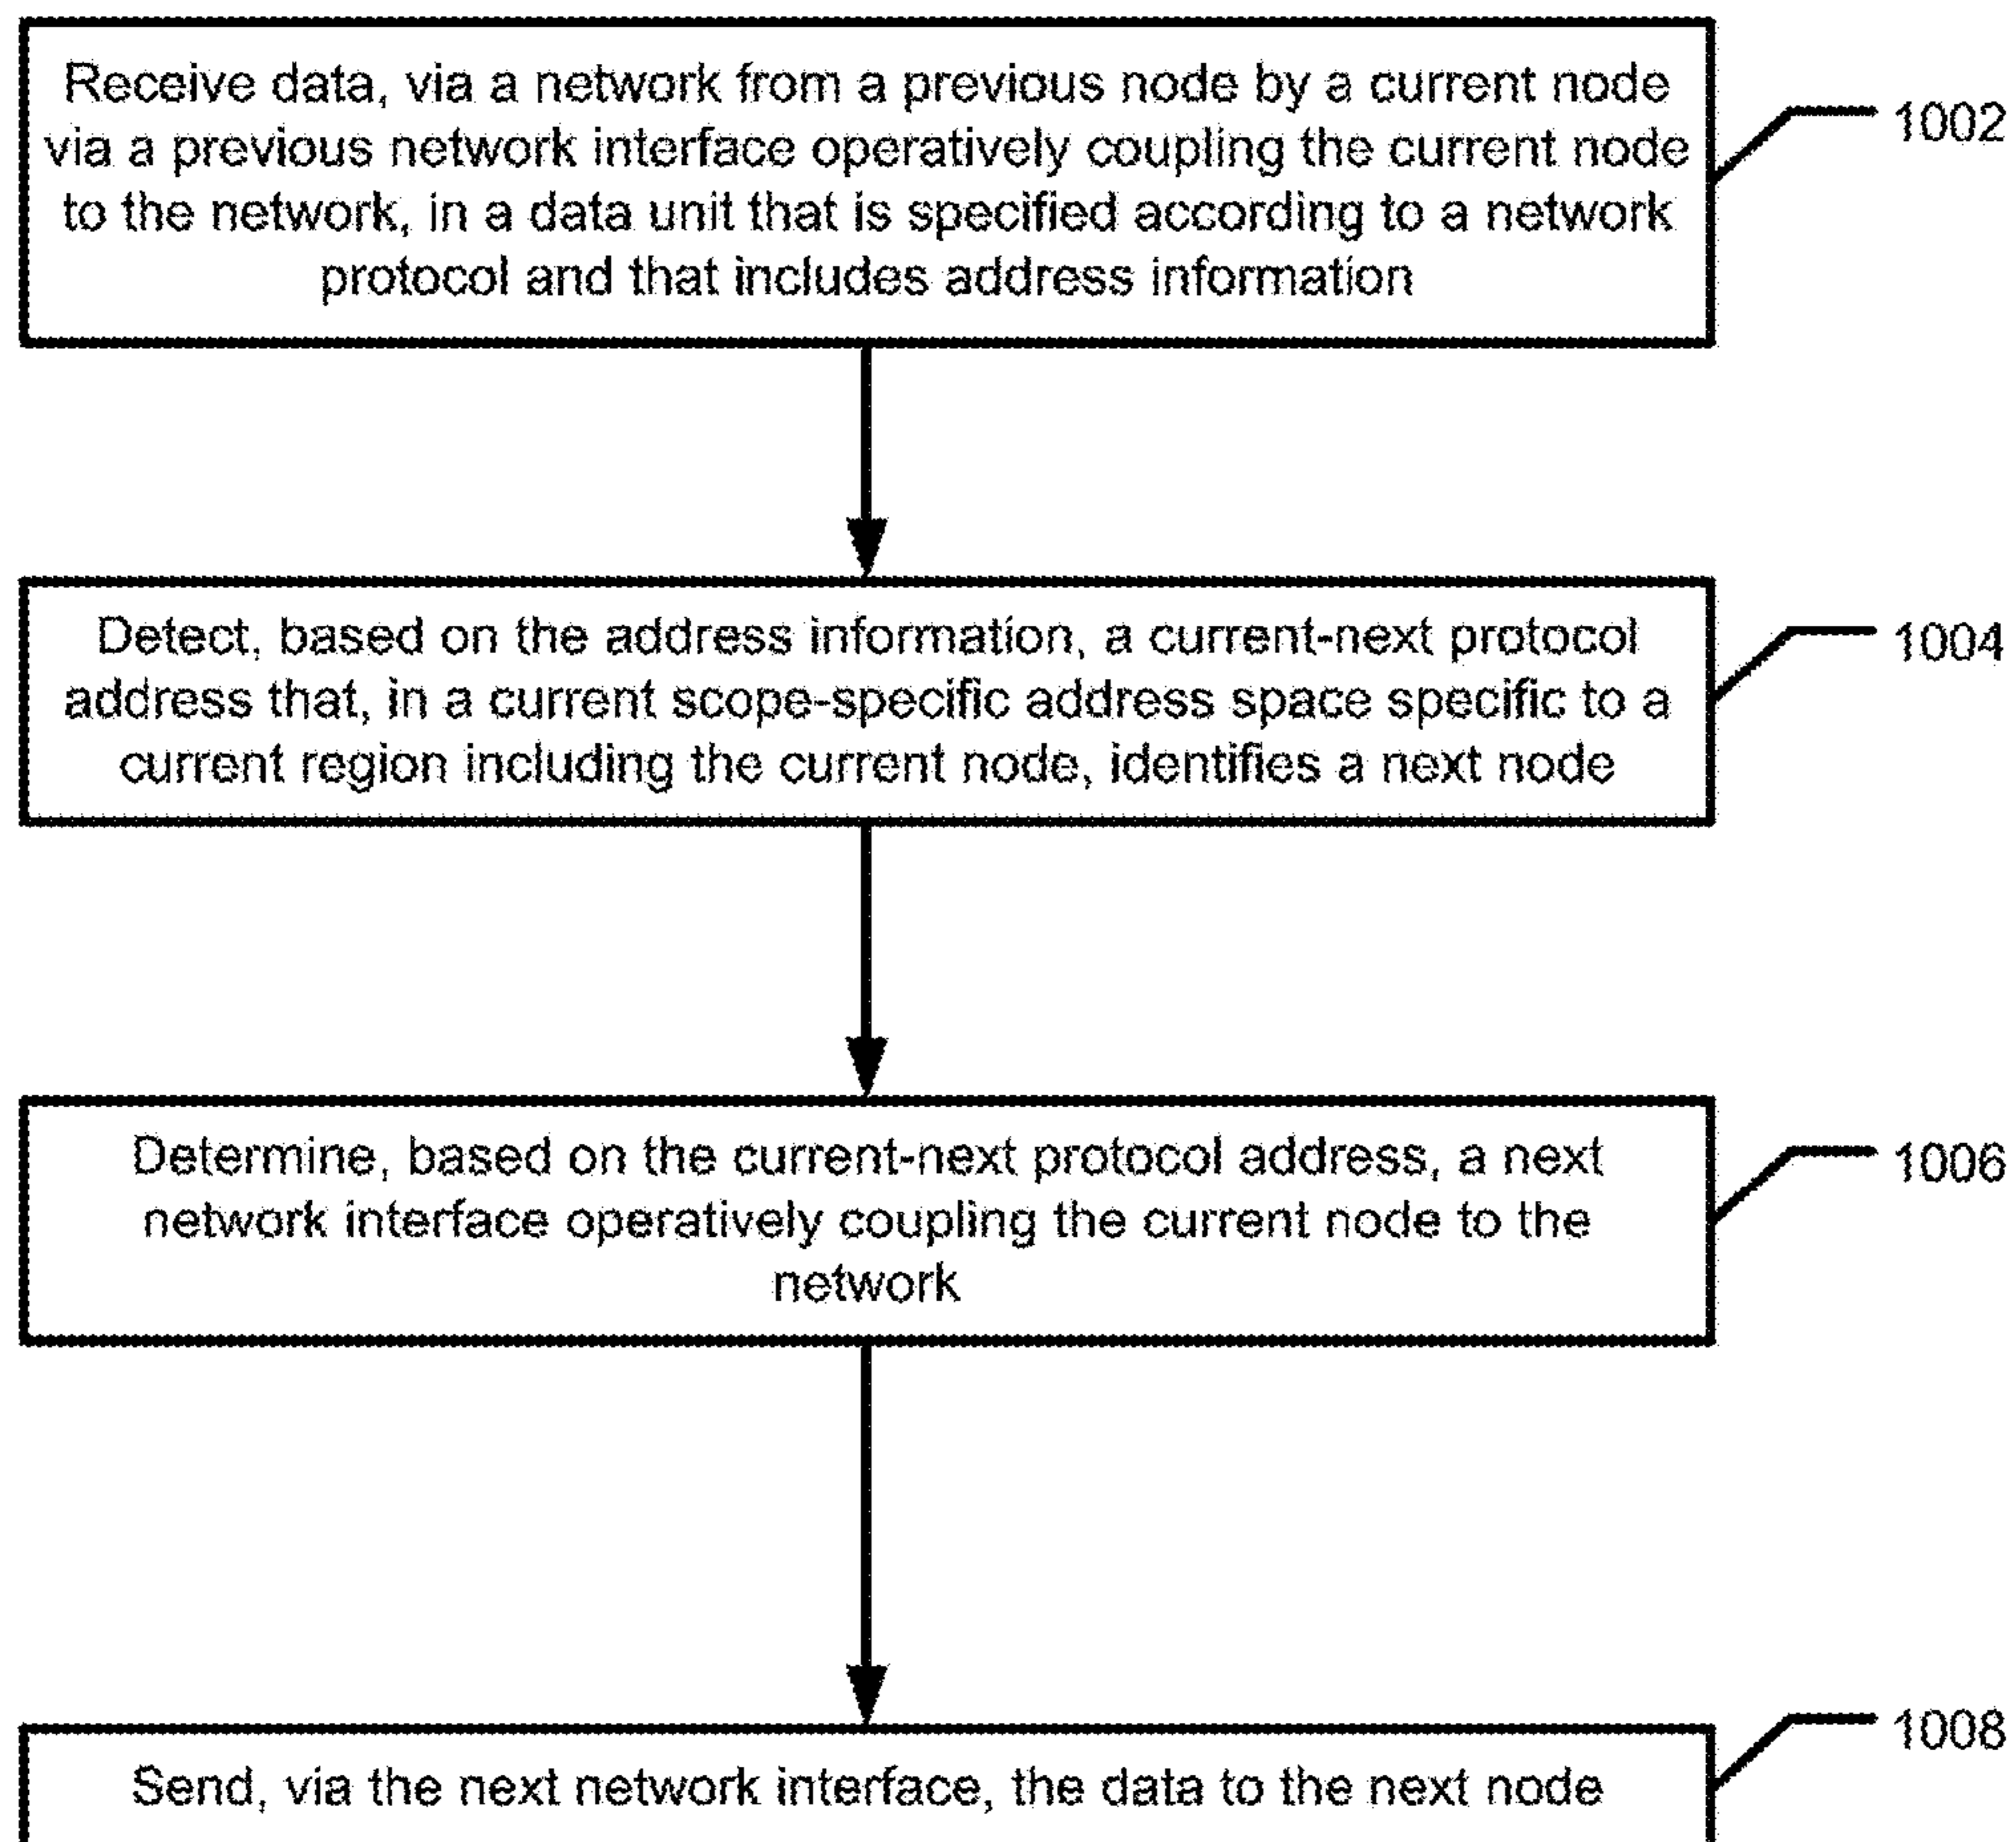 Receive data, via a network from a previous node by a current node
via a previous network interface operatively coupling the current node
to the network, in a data unit that is specified according to a network
protocol and that includes address information
1002
Detect, based on the address information, a current-next protocol
address that, in a current scope-specific address space specific to a
current region including the current node, identifies a next node
1004
Determine, based on the current-next protocol address, a next
network interface operatively coupling the current node to the
network
1006
Send, via the next network interface, the data to the next node
1008